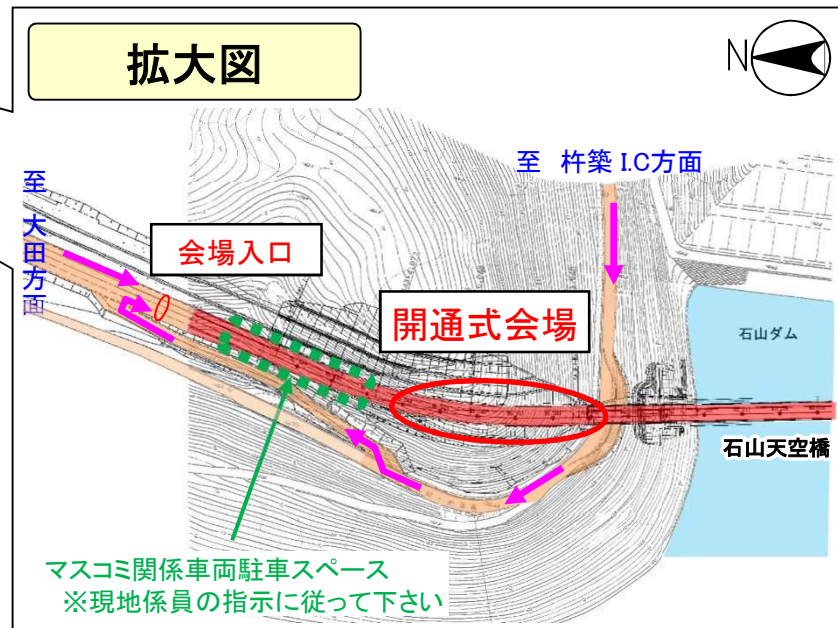 拡大図
N
至 杵築 I.C方面
至 大田方面
会場入口
開通式会場
石山ダム
石山天空橋
マスコミ関係車両駐車スペース
※現地係員の指示に従って下さい